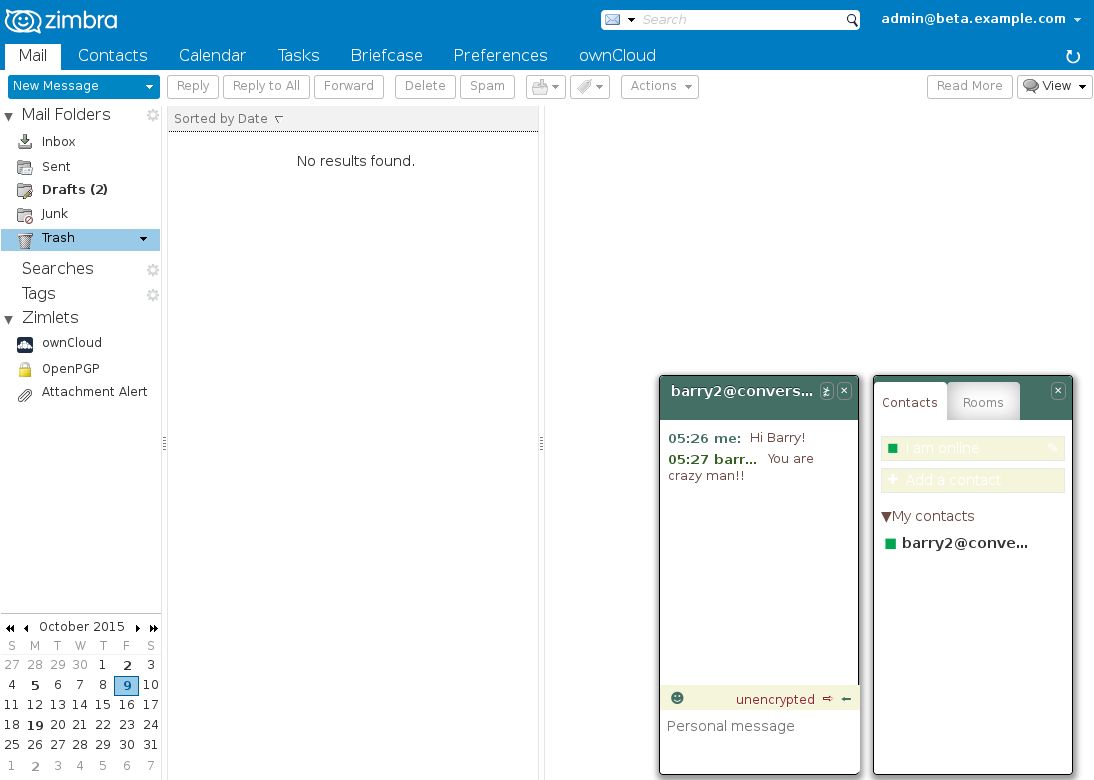 zimbra
Search
admin@beta.example.com
Mail Contacts Calendar Tasks Briefcase Preferences ownCloud
New Message Reply Reply to All Forward Delete Spam Actions Read More View
Mail Folders
Inbox
Sent
Drafts (2)
Junk
Trash
Searches
Tags
Zimlets
ownCloud
OpenPGP
Attachment Alert
Sorted by Date
No results found.
October 2015
S M T W T F S
27 28 29 30 1 2 3
4 5 6 7 8 9 10
11 12 13 14 15 16 17
18 19 20 21 22 23 24
25 26 27 28 29 30 31
1 2 3 4 5 6 7
barry2@convers...
05:26 me: Hi Barry!
05:27 barr... You are
crazy man!!
unencrypted
Personal message
Contacts Rooms
I am online
Add a contact
My contacts
barry2@conve...